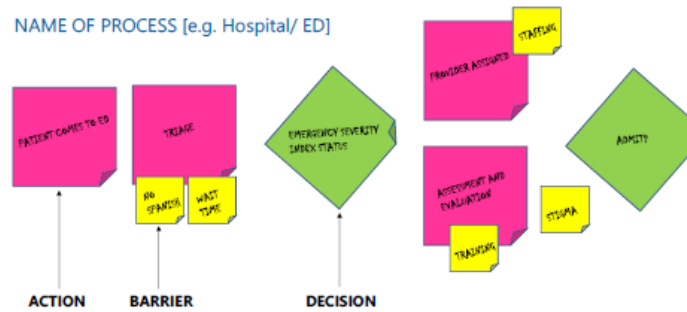 NAME OF PROCESS [e.g. Hospital/ ED]
PATIENT COMES TO ED
TRIAGE
NO
SPANISH
WAIT
TIME
EMERGENCY SEVERITY
INDEX STATUS
PROVIDER ASSIGNED
STAFFING
ASSESSMENT AND
EVALUATION
TRAINING
STIGMA
ADMIT?
ACTION
BARRIER
DECISION